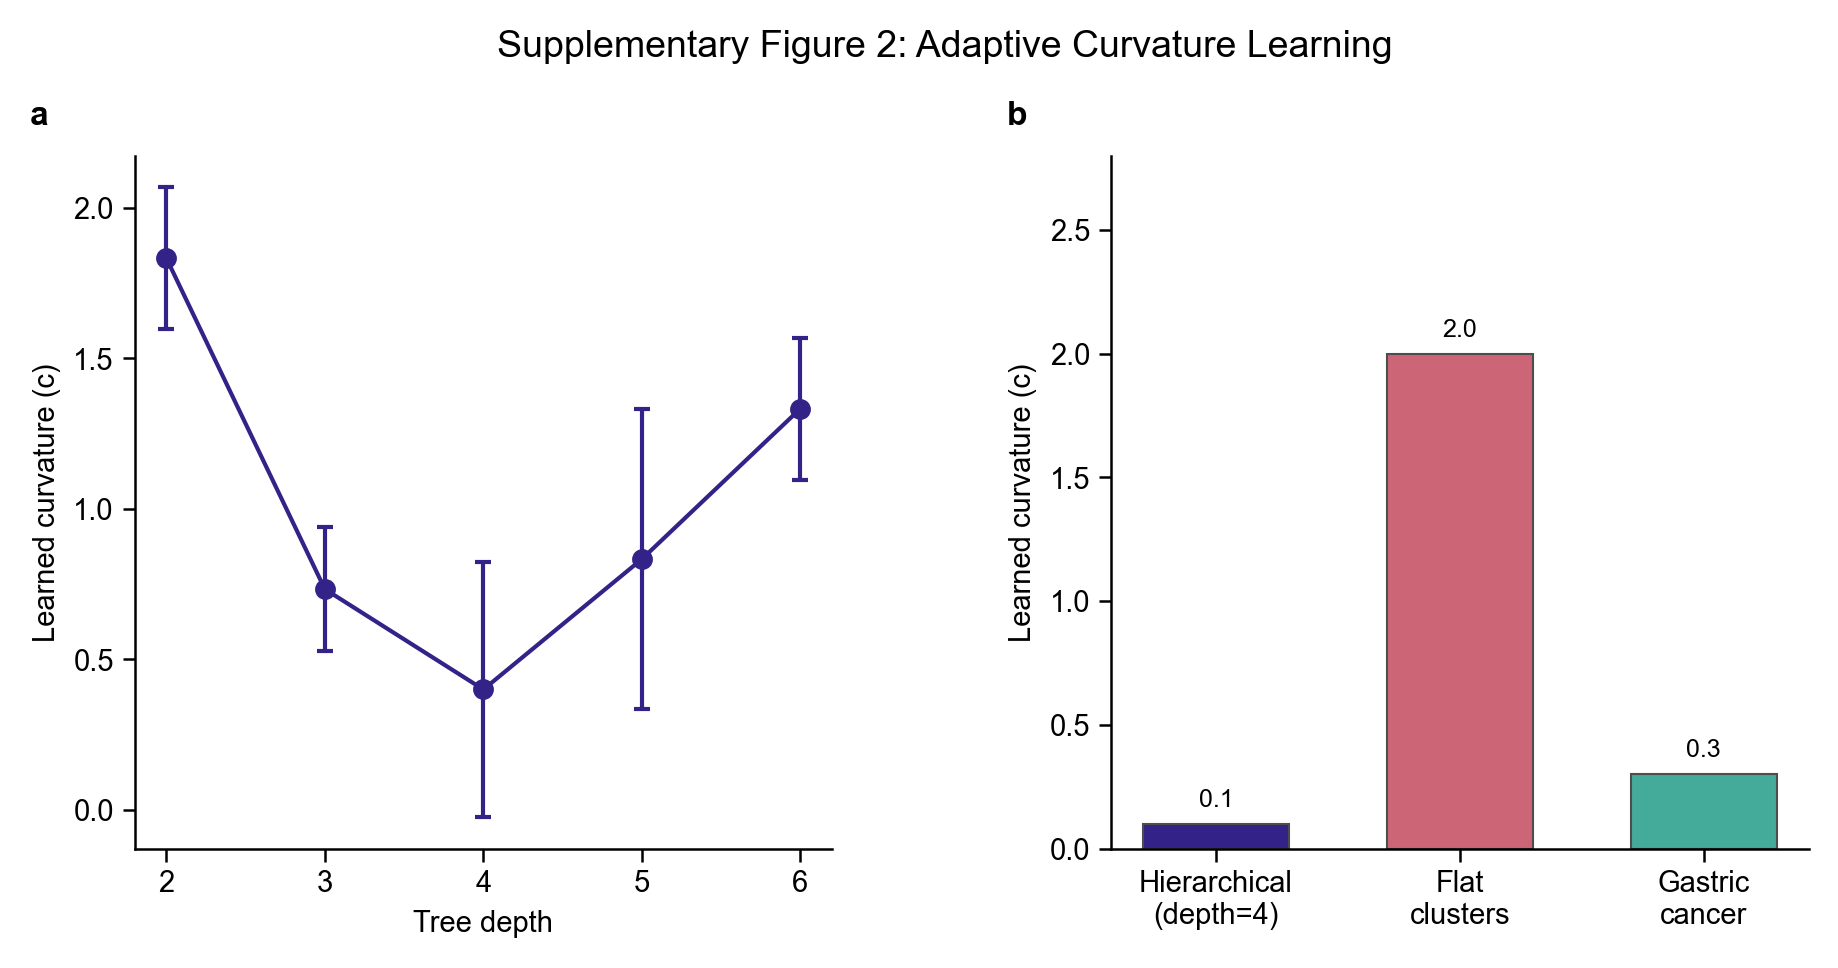 Supplementary Figure 2: Adaptive Curvature Learning
a
Learned curvature (c)
2.0
1.5
1.0
0.5
0.0
2 3 4 5 6
Tree depth
b
Learned curvature (c)
2.5
2.0
1.5
1.0
0.5
0.0
0.1
2.0
0.3
Hierarchical
(depth=4)
Flat
clusters
Gastric
cancer